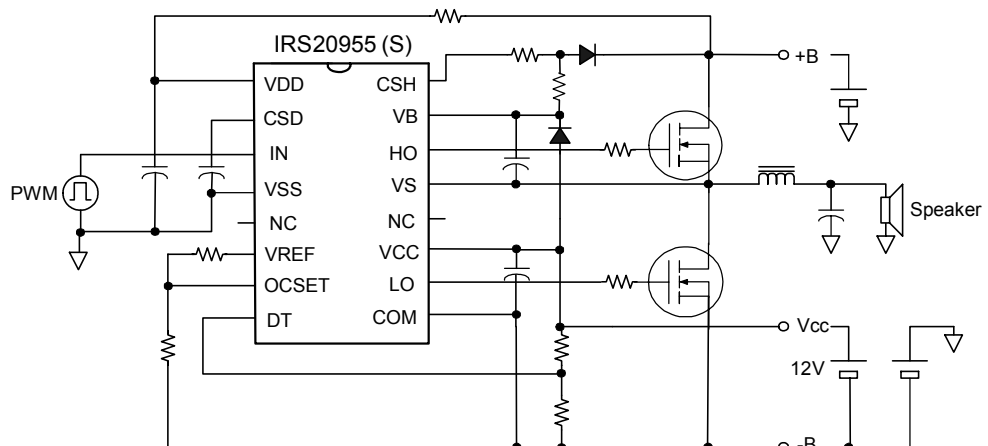 IRS20955 (S)
VDD
CSD
IN
VSS
NC
VREF
OCSET
DT
CSH
VB
HO
VS
NC
VCC
LO
COM
PWM
+B
Speaker
Vcc
12V
-B